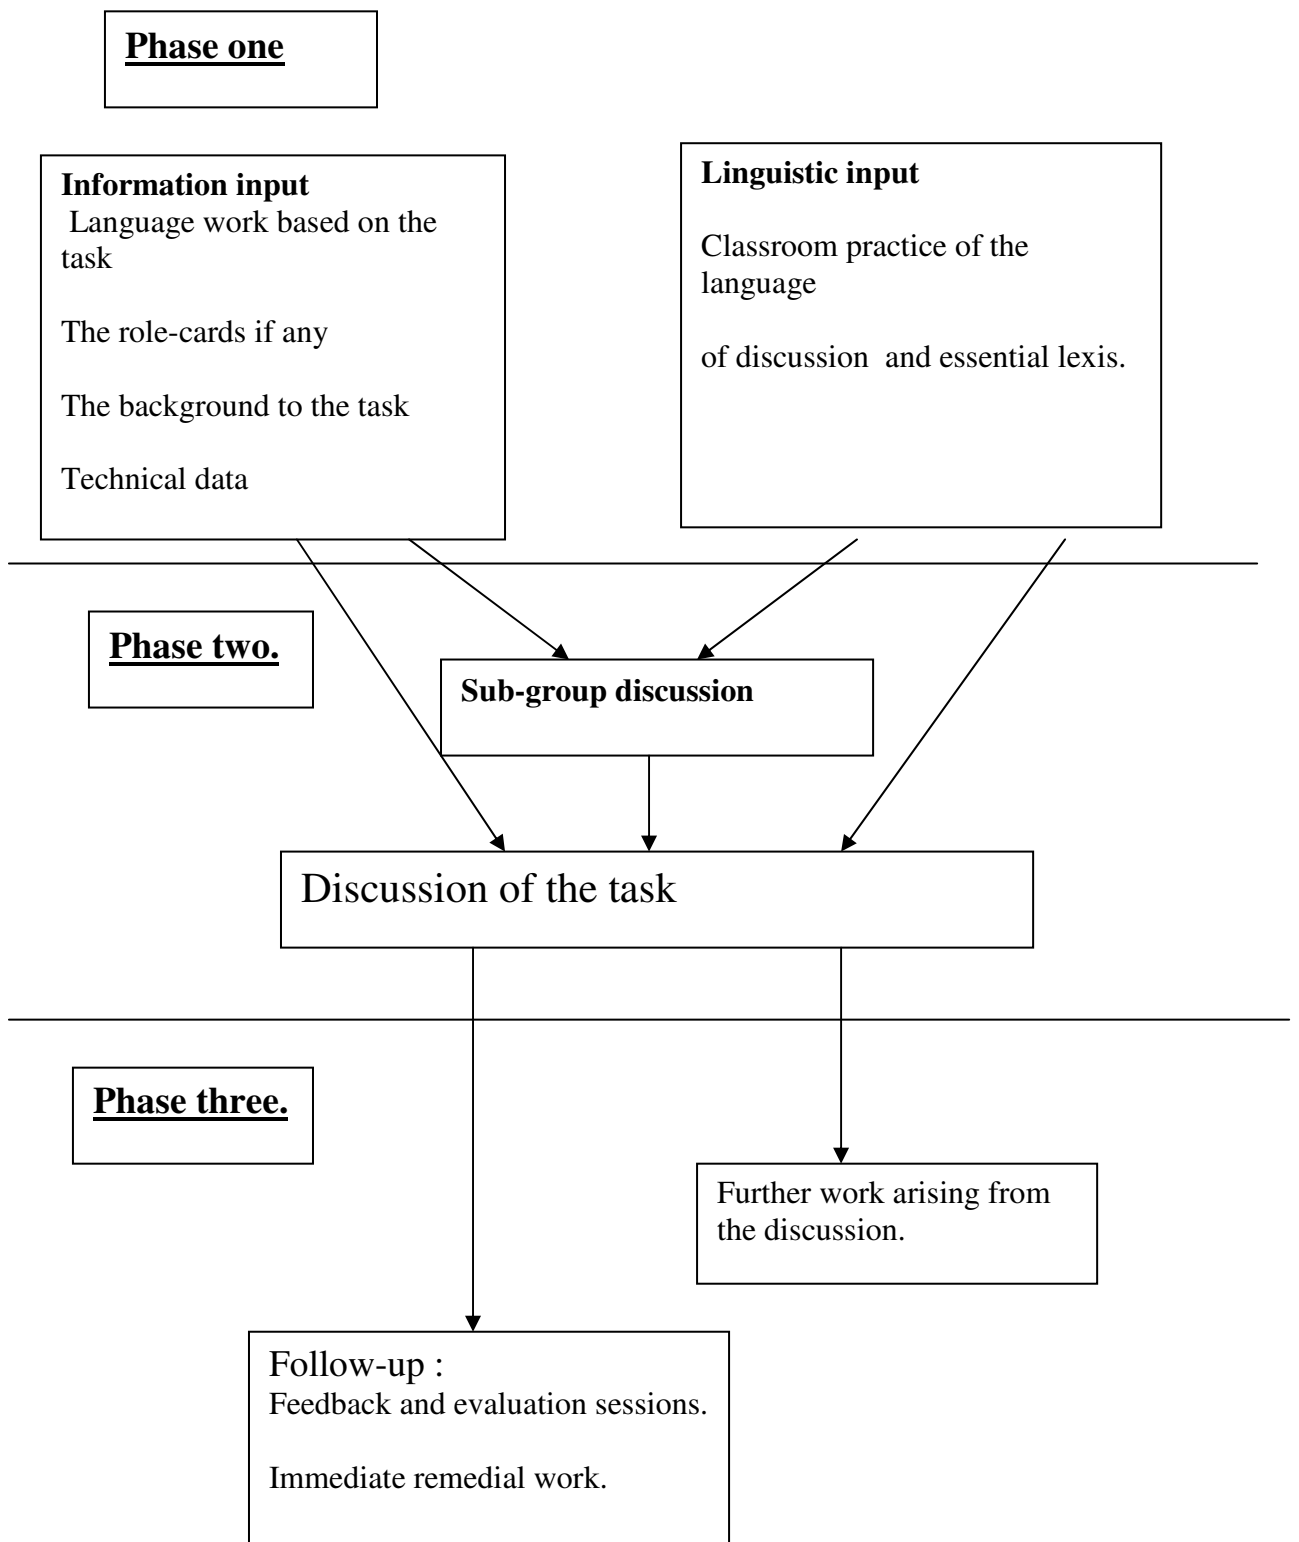 Phase one
Information input
Language work based on the
task
The role-cards if any
The background to the task
Technical data
Linguistic input
Classroom practice of the
language
of discussion  and essential lexis.
Phase two.
Sub-group discussion
Discussion of the task
Phase three.
Further work arising from
the discussion.
Follow-up :
Feedback and evaluation sessions.
Immediate remedial work.